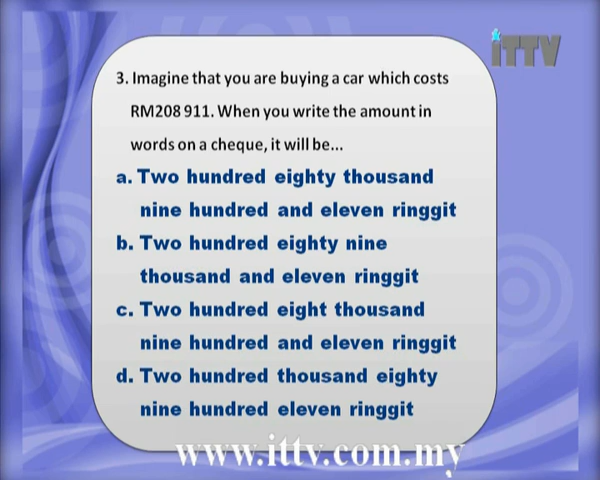 iTTV
3. Imagine that you are buying a car which costs
RM208 911. When you write the amount in
words on a cheque, it will be...
a. Two hundred eighty thousand
nine hundred and eleven ringgit
b. Two hundred eighty nine
thousand and eleven ringgit
c. Two hundred eight thousand
nine hundred and eleven ringgit
d. Two hundred thousand eighty
nine hundred eleven ringgit
www.ittv.com.my